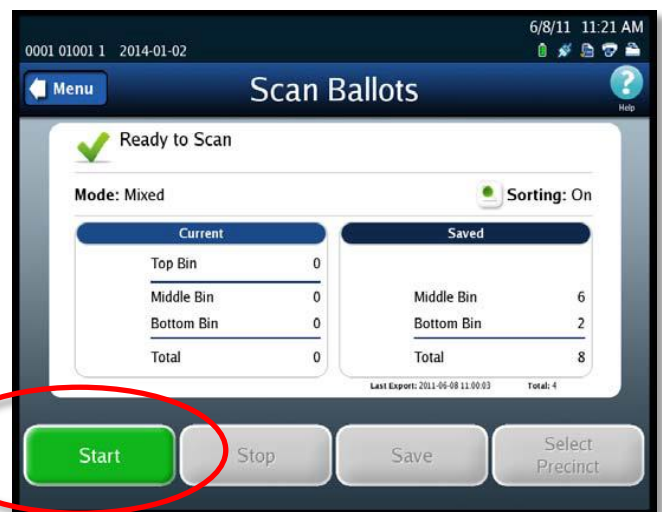 6/8/11 11:21 AM
0001 01001 1 2014-01-02
Menu
Scan Ballots
Help
Ready to Scan
Mode: Mixed
Sorting: On
Current
Saved
Top Bin 0
Middle Bin 0
Middle Bin 6
Bottom Bin 0
Bottom Bin 2
Total 0
Total 8
Last Export: 2011-06-08 11:00:03 Total: 4
Start
Stop
Save
Select
Precinct